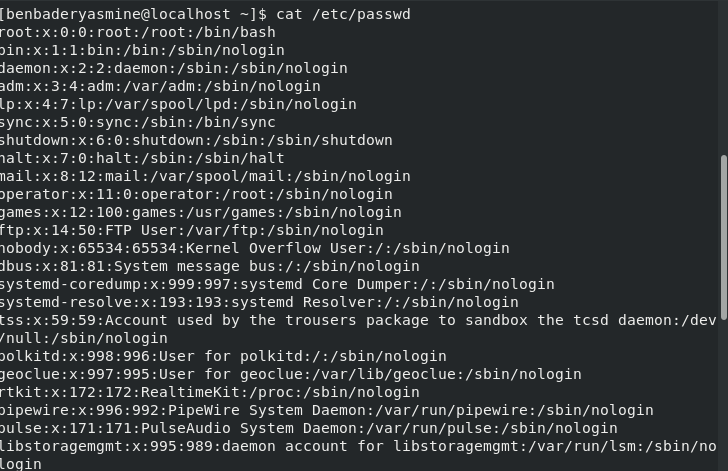 [benbaderyasmine@localhost ~]$ cat /etc/passwd
root:x:0:0:root:/root:/bin/bash
bin:x:1:1:bin:/bin:/sbin/nologin
daemon:x:2:2:daemon:/sbin:/sbin/nologin
adm:x:3:4:adm:/var/adm:/sbin/nologin
lp:x:4:7:lp:/var/spool/lpd:/sbin/nologin
sync:x:5:0:sync:/sbin:/bin/sync
shutdown:x:6:0:shutdown:/sbin:/sbin/shutdown
halt:x:7:0:halt:/sbin:/sbin/halt
mail:x:8:12:mail:/var/spool/mail:/sbin/nologin
operator:x:11:0:operator:/root:/sbin/nologin
games:x:12:100:games:/usr/games:/sbin/nologin
ftp:x:14:50:FTP User:/var/ftp:/sbin/nologin
nobody:x:65534:65534:Kernel Overflow User:/:/sbin/nologin
dbus:x:81:81:System message bus:/:/sbin/nologin
systemd-coredump:x:999:997:systemd Core Dumper:/:/sbin/nologin
systemd-resolve:x:193:193:systemd Resolver:/:/sbin/nologin
tss:x:59:59:Account used by the trousers package to sandbox the tcsd daemon:/dev
/null:/sbin/nologin
polkitd:x:998:996:User for polkitd:/:/sbin/nologin
geoclue:x:997:995:User for geoclue:/var/lib/geoclue:/sbin/nologin
rtkit:x:172:172:RealtimeKit:/proc:/sbin/nologin
pipewire:x:996:992:PipeWire System Daemon:/var/run/pipewire:/sbin/nologin
pulse:x:171:171:PulseAudio System Daemon:/var/run/pulse:/sbin/nologin
libstoragemgmt:x:995:989:daemon account for libstoragemgmt:/var/run/lsm:/sbin/no
login